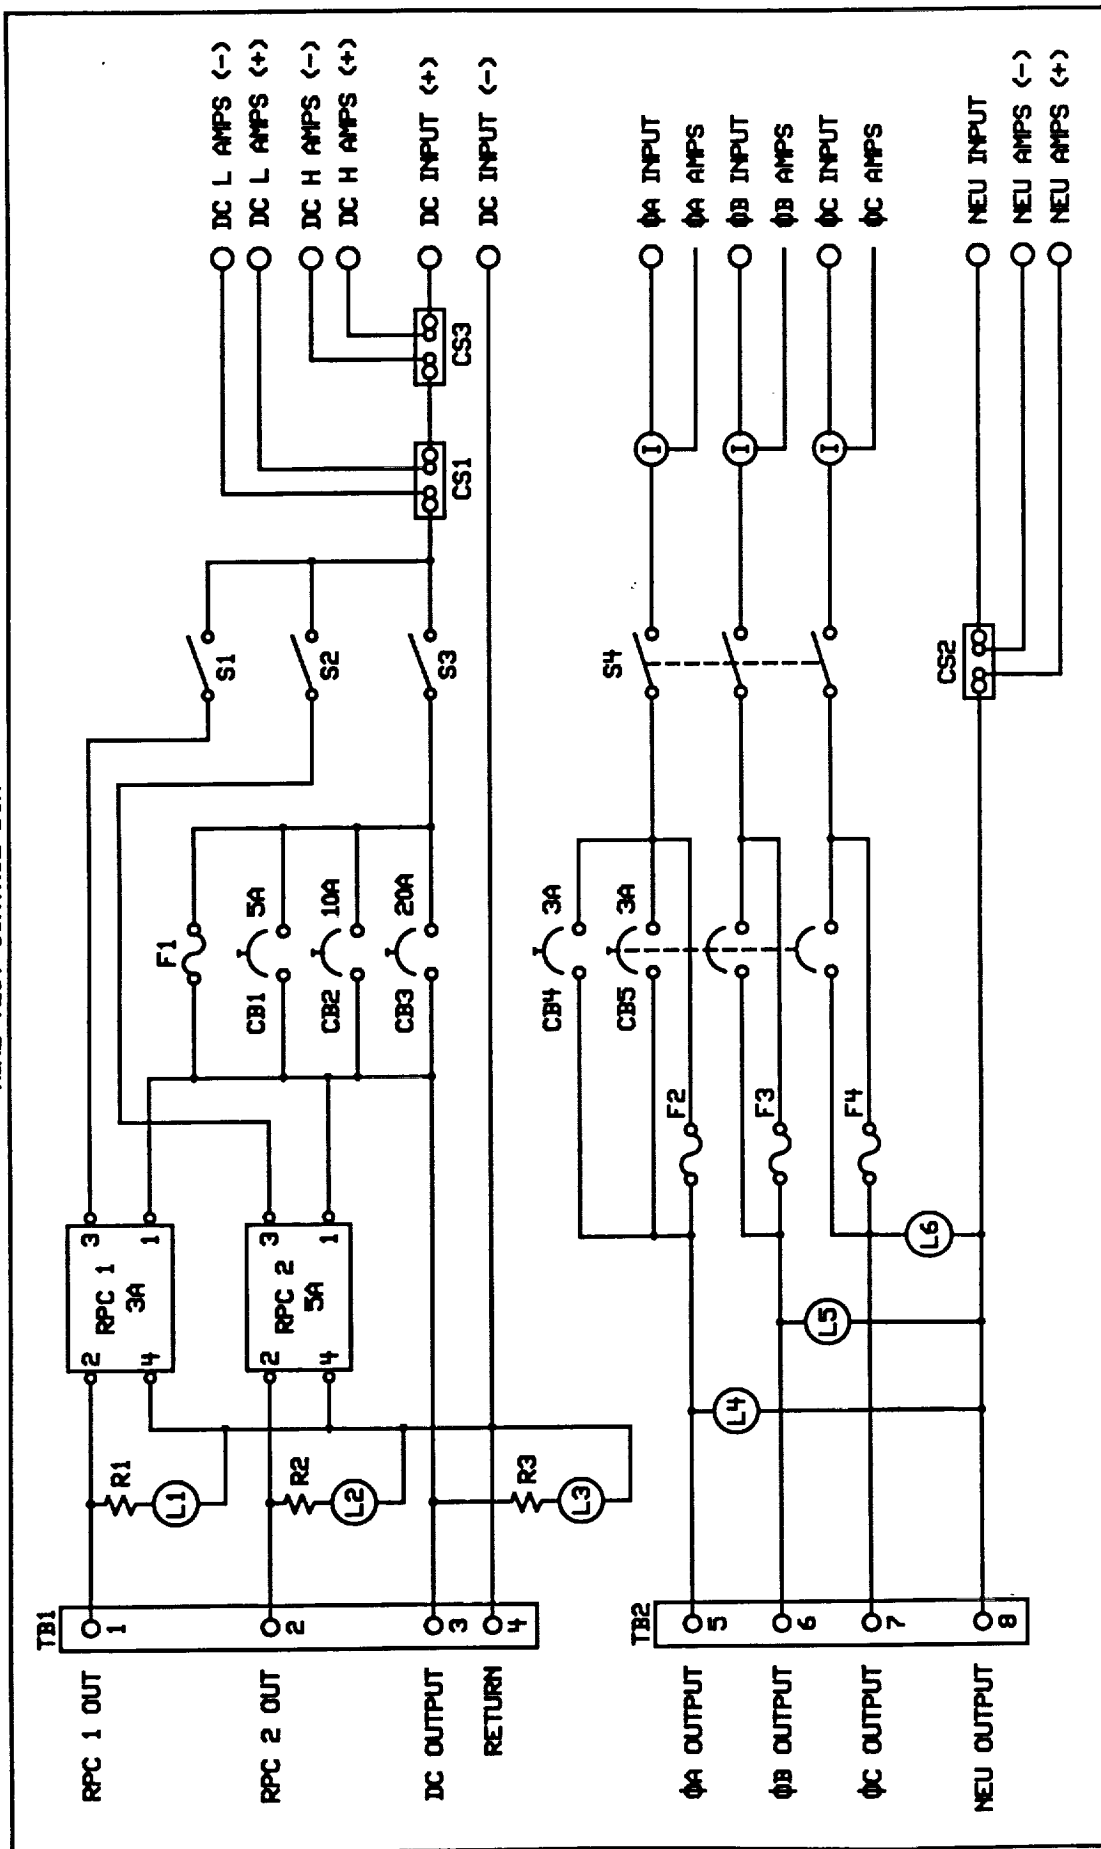 TB1
RPC 1 OUT
1
RPC 2 OUT
2
DC OUTPUT
3
RETURN
4
R1
L1
R2
L2
R3
L3
2
3
RPC 1
3A
4
1
2
3
RPC 2
5A
4
1
F1
CB1
5A
CB2
10A
CB3
20A
S1
S2
S3
CS1
CS3
DC L AMPS (-)
DC L AMPS (+)
DC H AMPS (-)
DC H AMPS (+)
DC INPUT (+)
DC INPUT (-)
TB2
ΦA OUTPUT
5
ΦB OUTPUT
6
ΦC OUTPUT
7
NEU OUTPUT
8
L4
L5
L6
F2
F3
F4
CB4
3A
CB5
3A
S4
CS2
I
I
I
ΦA INPUT
ΦA AMPS
ΦB INPUT
ΦB AMPS
ΦC INPUT
ΦC AMPS
NEU INPUT
NEU AMPS (-)
NEU AMPS (+)